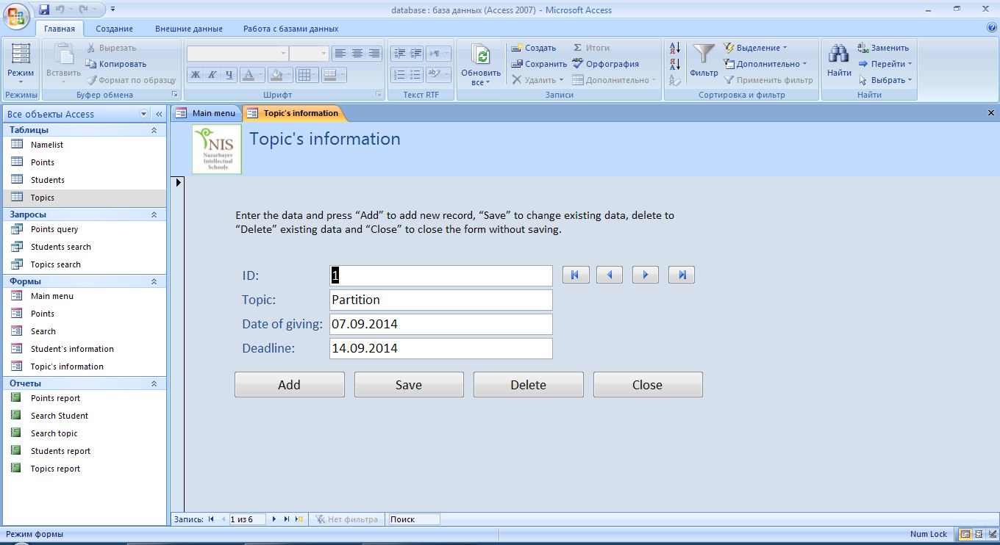 database : база данных (Access 2007) - Microsoft Access
Главная Создание Внешние данные Работа с базами данных
Режим
Режимы
Вставить
Вырезать
Копировать
Формат по образцу
Буфер обмена
Ж К Ч
Шрифт
Текст RTF
Обновить
все
Создать
Сохранить
Удалить
Итоги
Орфография
Дополнительно
Записи
Фильтр
Выделение
Дополнительно
Применить фильтр
Сортировка и фильтр
Найти
Заменить
Перейти
Выбрать
Найти
Все объекты Access
Таблицы
Namelist
Points
Students
Topics
Запросы
Points query
Students search
Topics search
Формы
Main menu
Points
Search
Student's information
Topic's information
Отчеты
Points report
Search Student
Search topic
Students report
Topics report
Main menu Topic's information
NIS
Nazarbayev
Intellectual
Schools
Topic's information
Enter the data and press “Add” to add new record, “Save” to change existing data, delete to
“Delete” existing data and “Close” to close the form without saving.
ID: 1
Topic: Partition
Date of giving: 07.09.2014
Deadline: 14.09.2014
Add Save Delete Close
Запись: 1 из 6 Нет фильтра Поиск
Режим формы Num Lock